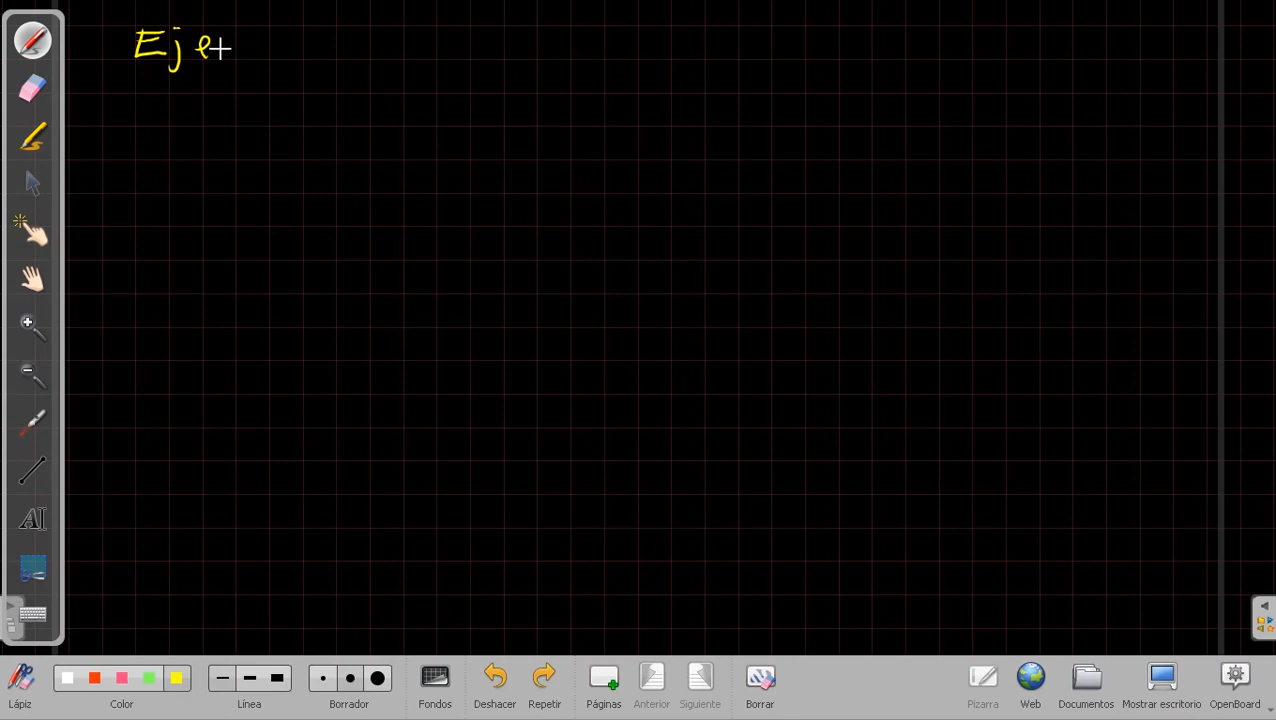 Eje
Lápiz
Color
Línea
Borrador
Fondos
Deshacer
Repetir
Páginas
Anterior
Siguiente
Borrar
Pizarra
Web
Documentos
Mostrar escritorio
OpenBoard